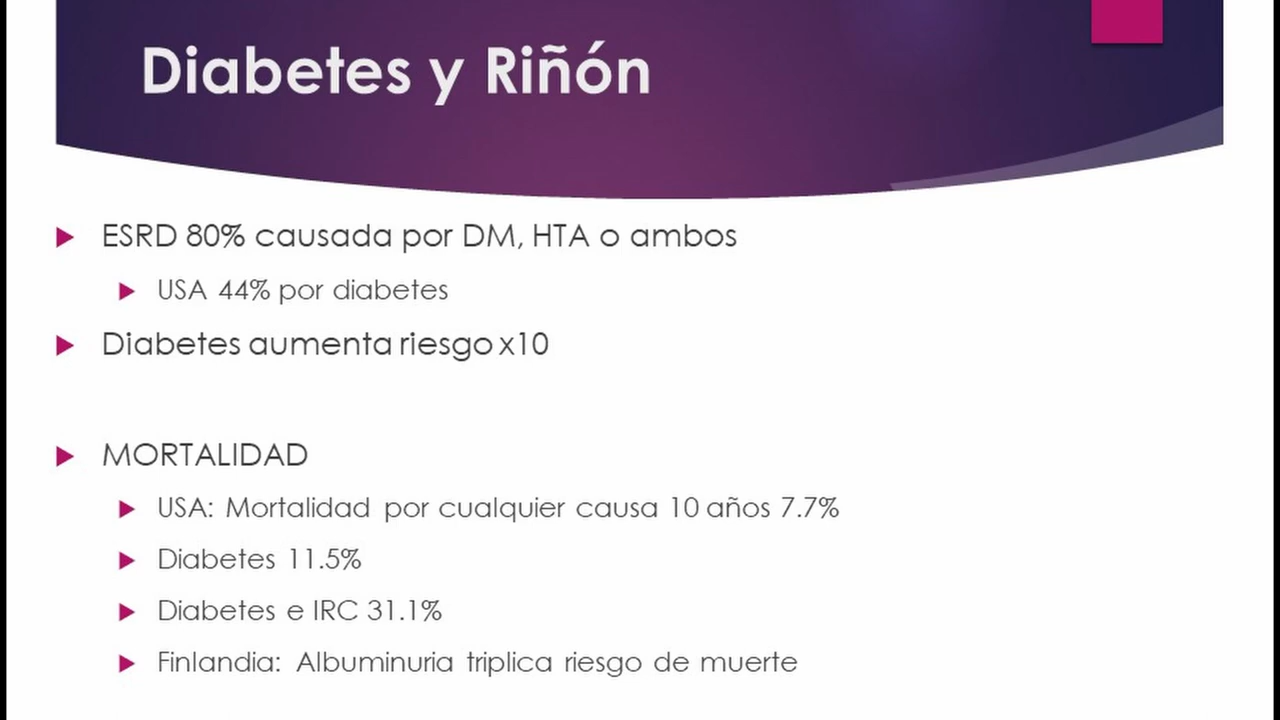 Diabetes y Riñón
ESRD 80% causada por DM, HTA o ambos
USA 44% por diabetes
Diabetes aumenta riesgo x10
MORTALIDAD
USA: Mortalidad por cualquier causa 10 años 7.7%
Diabetes 11.5%
Diabetes e IRC 31.1%
Finlandia: Albuminuria triplica riesgo de muerte